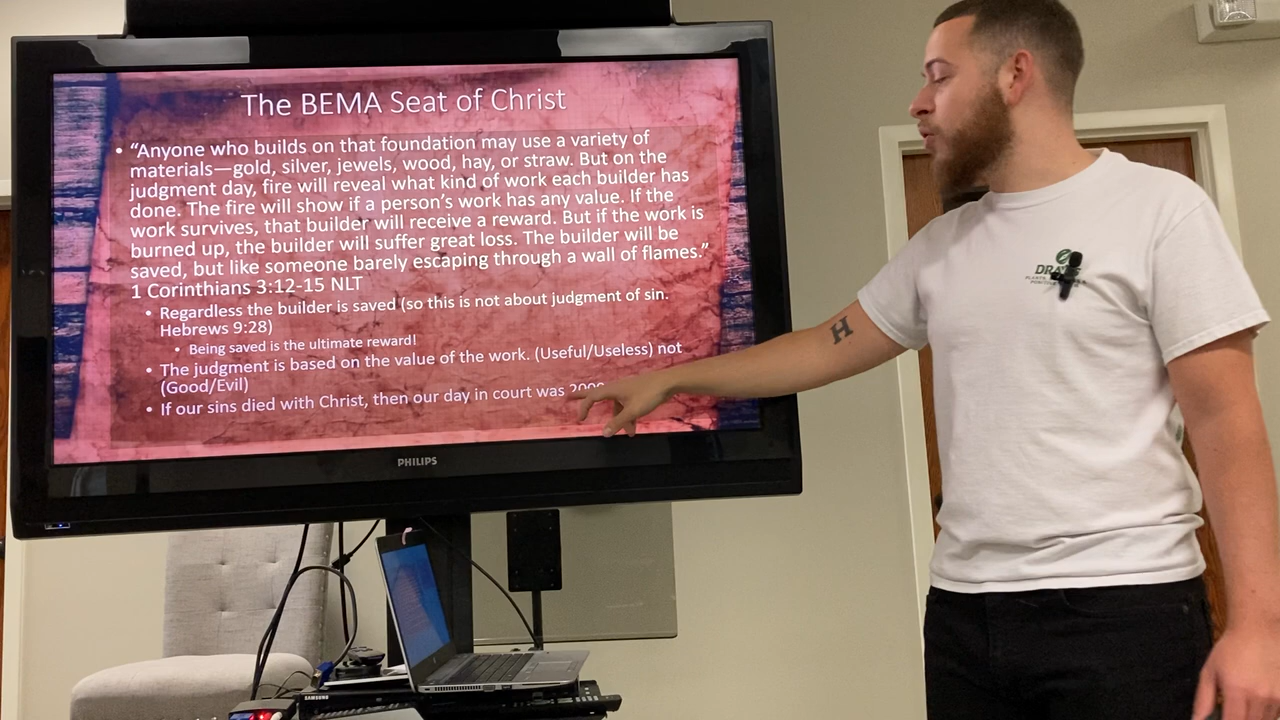 The BEMA Seat of Christ
• “Anyone who builds on that foundation may use a variety of
materials—gold, silver, jewels, wood, hay, or straw. But on the
judgment day, fire will reveal what kind of work each builder has
done. The fire will show if a person’s work has any value. If the
work survives, that builder will receive a reward. But if the work is
burned up, the builder will suffer great loss. The builder will be
saved, but like someone barely escaping through a wall of flames.”
1 Corinthians 3:12-15 NLT
• Regardless the builder is saved (so this is not about judgment of sin.
Hebrews 9:28)
• Being saved is the ultimate reward!
• The judgment is based on the value of the work. (Useful/Useless) not
(Good/Evil)
• If our sins died with Christ, then our day in court was
PHILIPS
H
SAMSUNG